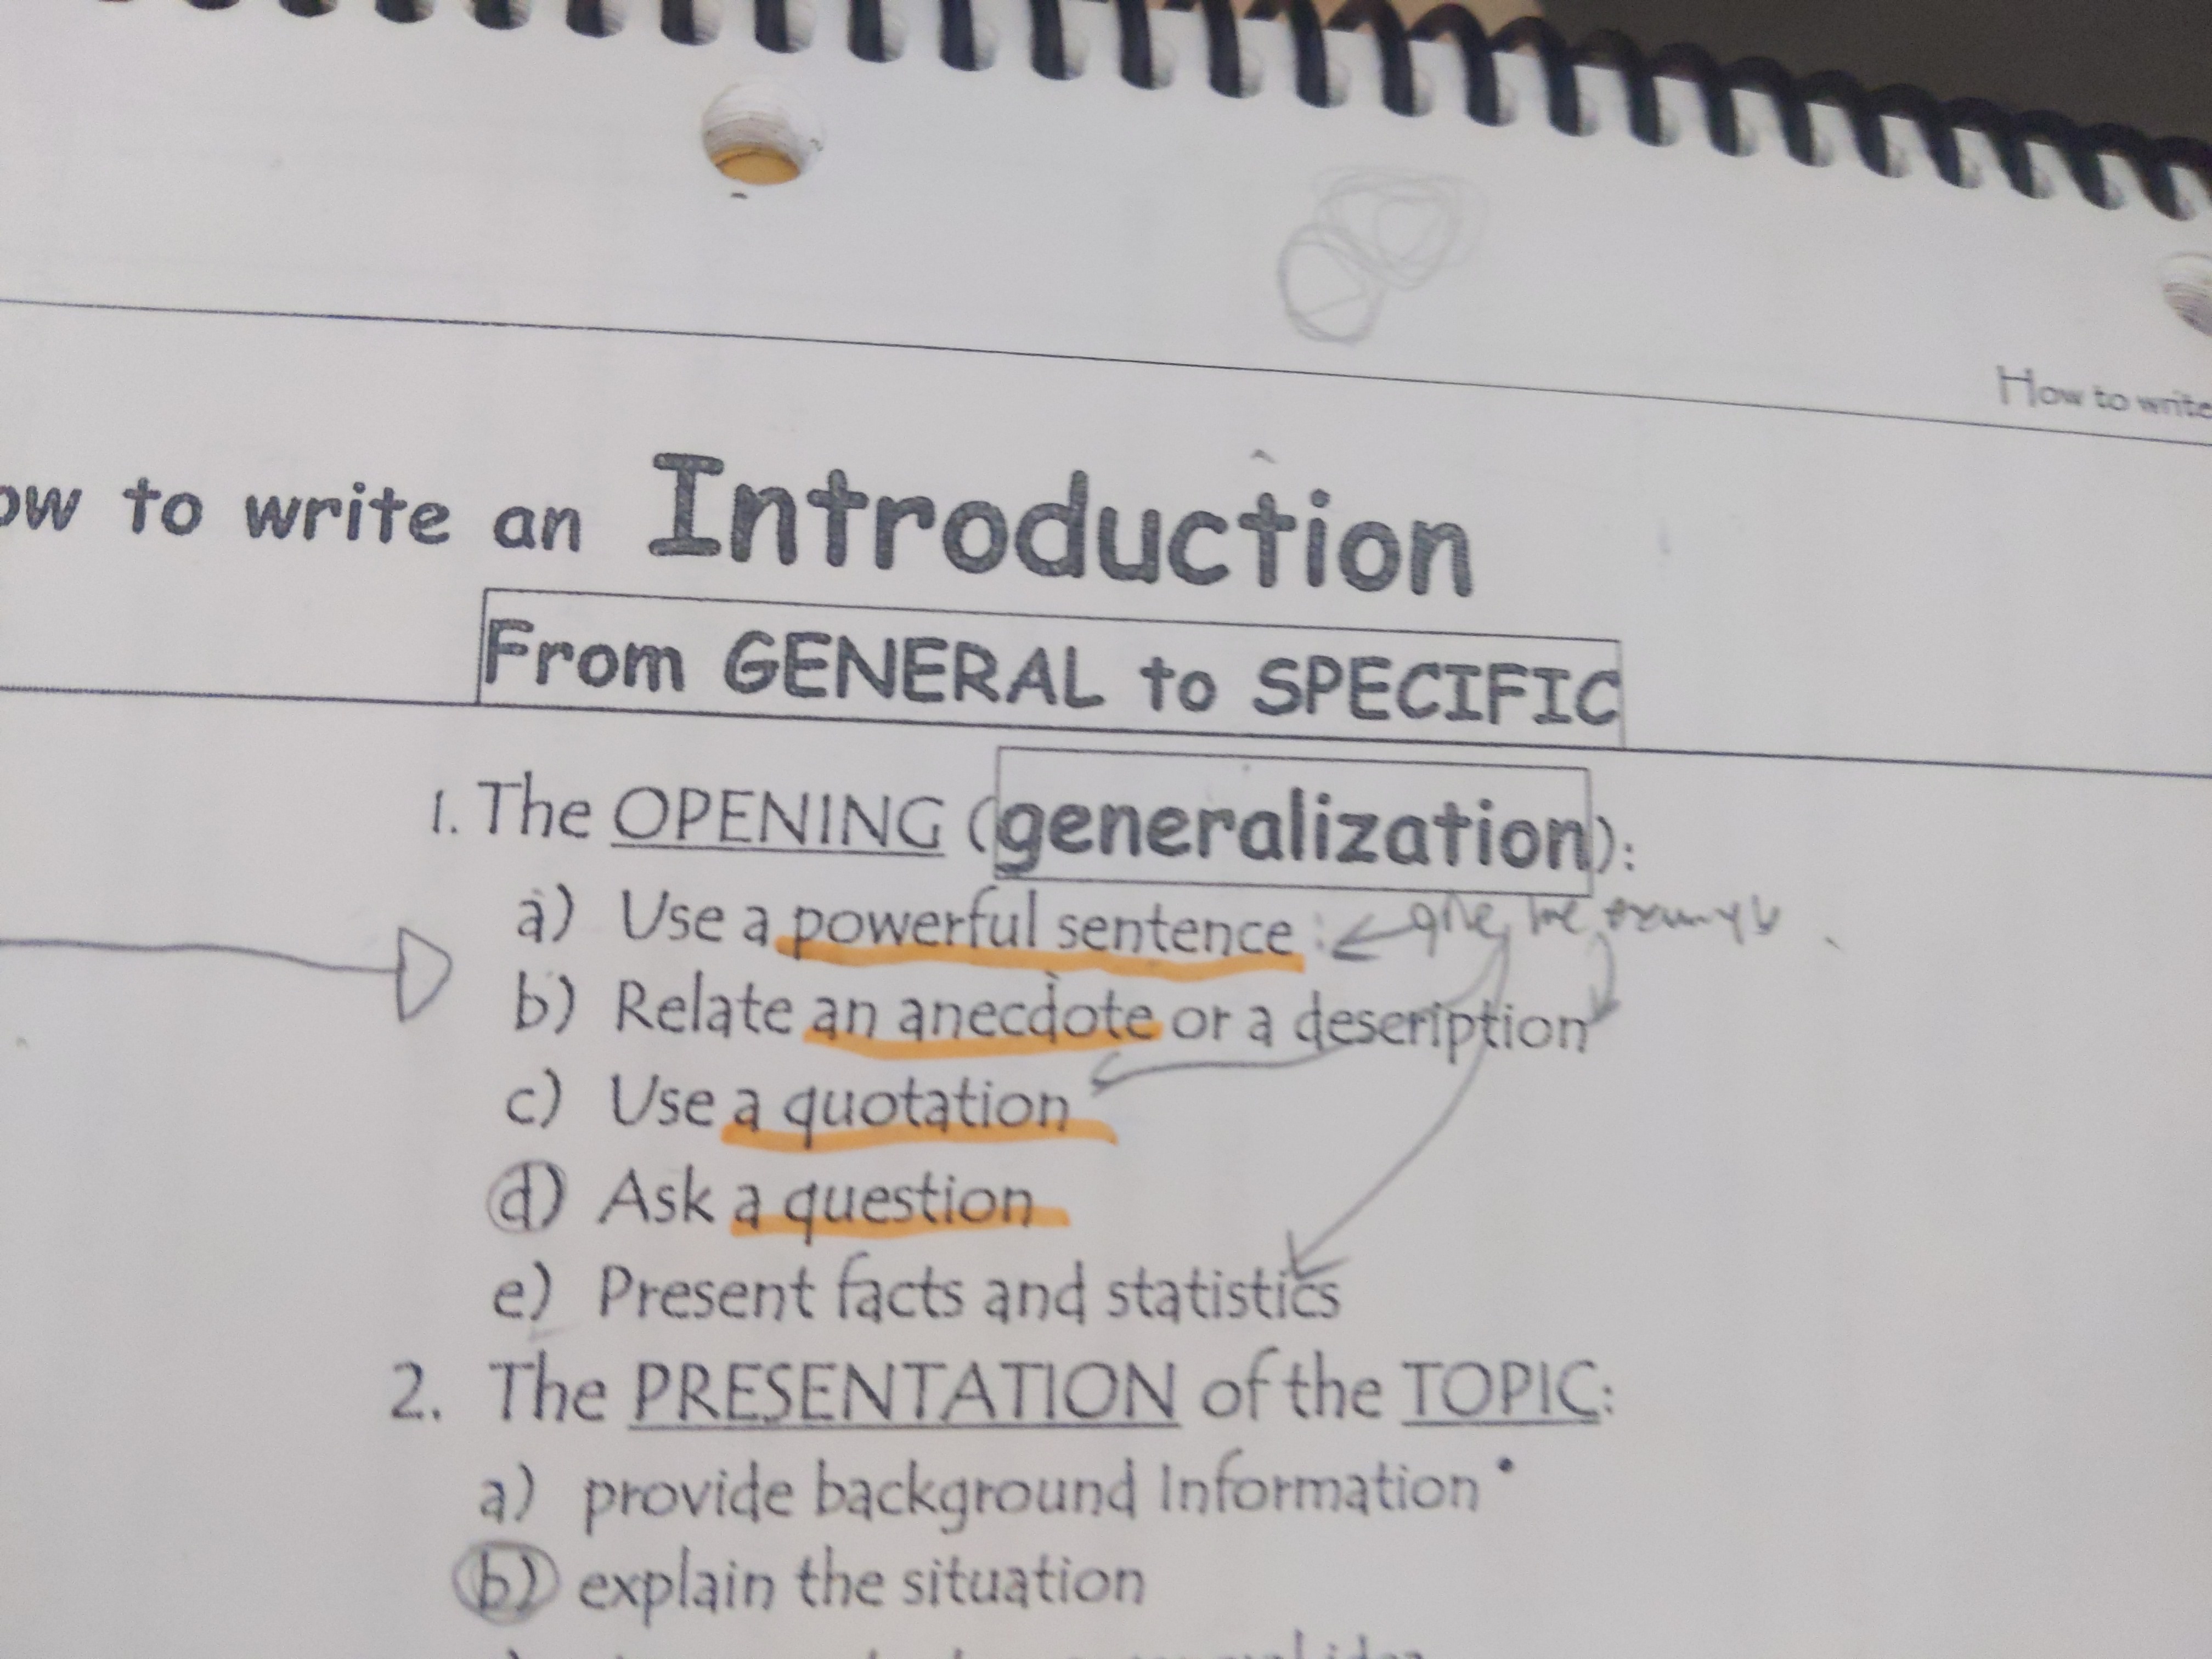 How to write
ow to write an Introduction
From GENERAL to SPECIFIC
1. The OPENING (generalization):
a) Use a powerful sentence : give me
b) Relate an anecdote or a description
c) Use a quotation
d) Ask a question
e) Present facts and statistics
2. The PRESENTATION of the TOPIC:
a) provide background Information
b) explain the situation